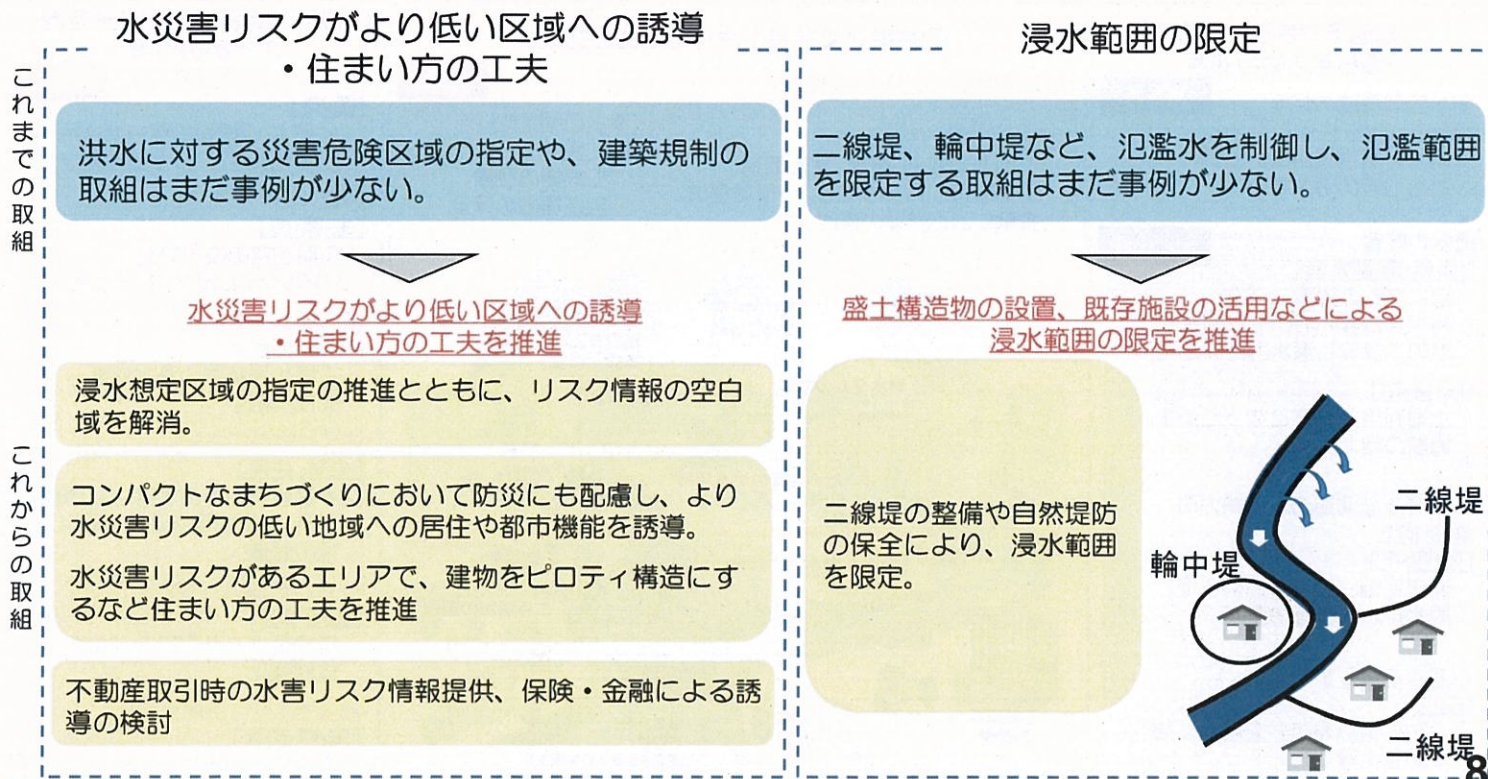 水災害リスクがより低い区域への誘導
・住まい方の工夫
浸水範囲の限定
これまでの取組
洪水に対する災害危険区域の指定や、建築規制の
取組はまだ事例が少ない。
二線堤、輪中堤など、氾濫水を制御し、氾濫範囲
を限定する取組はまだ事例が少ない。
これからの取組
水災害リスクがより低い区域への誘導
・住まい方の工夫を推進
浸水想定区域の指定の推進とともに、リスク情報の空白
域を解消。
コンパクトなまちづくりにおいて防災にも配慮し、より
水災害リスクの低い地域への居住や都市機能を誘導。
水災害リスクがあるエリアで、建物をピロティ構造にす
るなど住まい方の工夫を推進
不動産取引時の水害リスク情報提供、保険・金融による誘
導の検討
盛土構造物の設置、既存施設の活用などによる
浸水範囲の限定を推進
二線堤の整備や自然堤防
の保全により、浸水範囲
を限定。
二線堤
輪中堤
二線堤
8